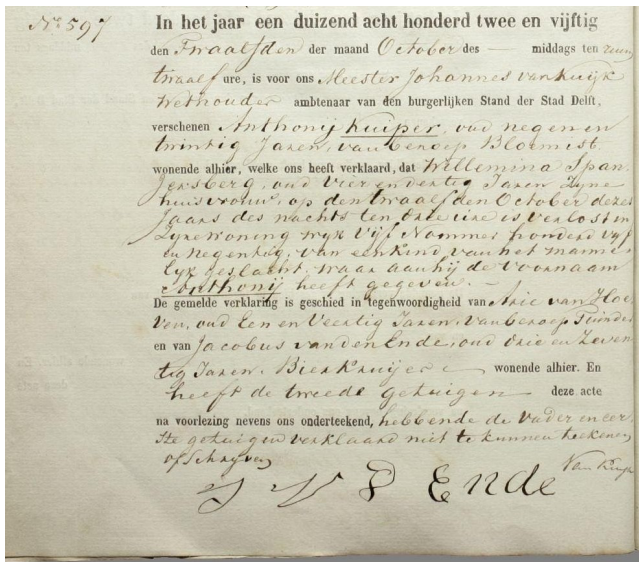 No. 597
In het jaar een duizend acht honderd twee en vijftig
den Twaalfden der maand October des — middags ten
twaalf ure, is voor ons Meester Johannes van Kuijk
Wethouder ambtenaar van den burgerlijken Stand der Stad Delft,
verschenen Anthonij Kuiper, oud negen en
twintig Jaren, van beroep Bloemist
wonende alhier, welke ons heeft verklaard, dat Willemina Span
Jersberg, oud vier en dertig Jaren Zijne
huisvrouw, op den twaalfden October dezes
Jaars des nachts ten drie ure is verlost in
Zijne woning wijk Vijf Nommer honderd vijf
en negentig, van een Kind van het manne
lijk geslacht, waar aan hij de voornaam
Anthonij heeft gegeven. —
De gemelde verklaring is geschied in tegenwoordigheid van Arie van Hoe
ven, oud Een en Veertig Jaren, van beroep Tuinder
en van Jacobus van den Ende, oud drie en Zeven
tig Jaren, Bierkruijer wonende alhier. En
heeft de tweede getuigen deze acte
na voorlezing nevens ons onderteekend, hebbende de vader en eer
ste getuigen verklaard niet te kunnen teekenen
of Schrijven
J V D Ende
Van Kuijk